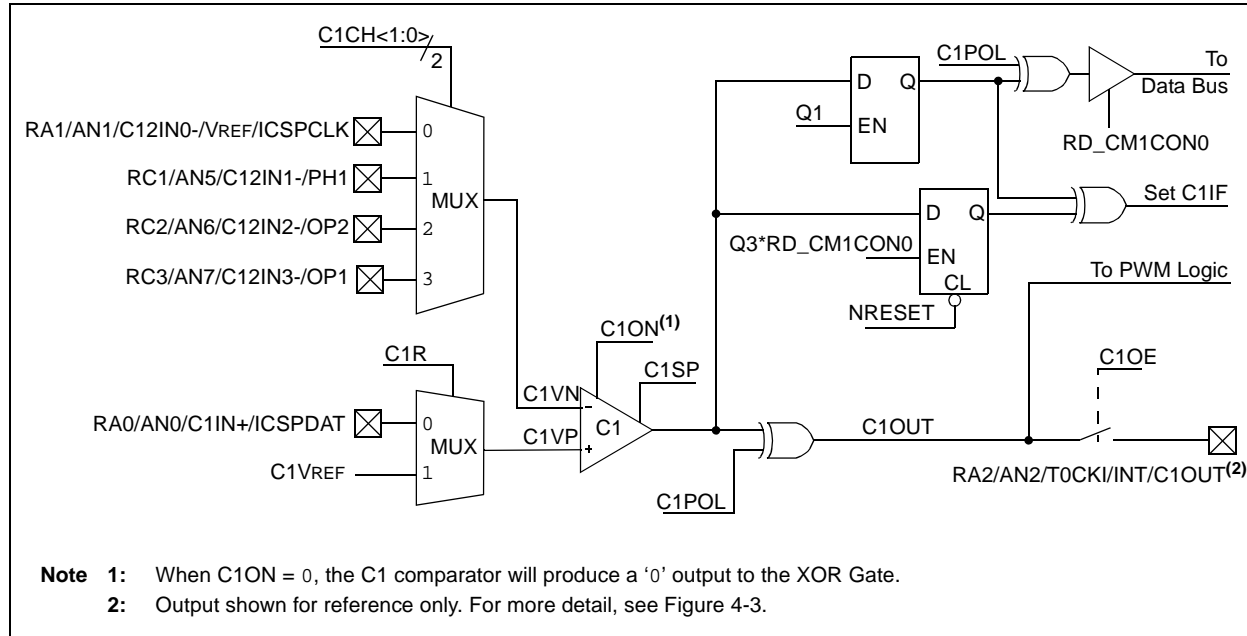 C1CH<1:0>
2
C1POL
To
Data Bus
D
Q
RA1/AN1/C12IN0-/VREF/ICSPCLK
0
Q1
EN
RD_CM1CON0
RC1/AN5/C12IN1-/PH1
1
MUX
Set C1IF
RC2/AN6/C12IN2-/OP2
2
D
Q
Q3*RD_CM1CON0
EN
RC3/AN7/C12IN3-/OP1
3
CL
To PWM Logic
NRESET
C1ON(1)
C1R
C1SP
C1OE
C1VN
-
RA0/AN0/C1IN+/ICSPDAT
0
MUX
C1
C1VP
+
C1OUT
C1VREF
1
RA2/AN2/T0CKI/INT/C1OUT(2)
C1POL
Note 1: When C1ON = 0, the C1 comparator will produce a ‘0’ output to the XOR Gate.
2: Output shown for reference only. For more detail, see Figure 4-3.